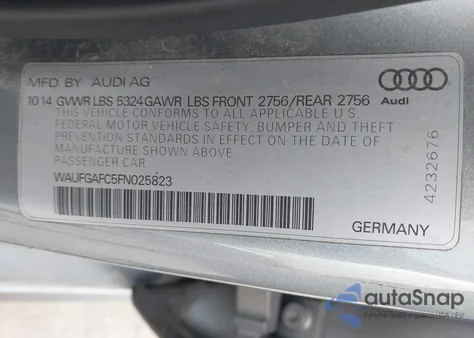 MFD. BY AUDI AG
10 14 GVWR LBS 5324 GAWR LBS FRONT 2756/REAR 2756
Audi
THIS VEHICLE CONFORMS TO ALL APPLICABLE U.S.
FEDERAL MOTOR VEHICLE SAFETY, BUMPER AND THEFT
PREVENTION STANDARDS IN EFFECT ON THE
DATE OF MANUFACTURE SHOWN ABOVE
PASSENGER CAR
WAUFGAFC5FN025823
4232676
GERMANY
autoSnap